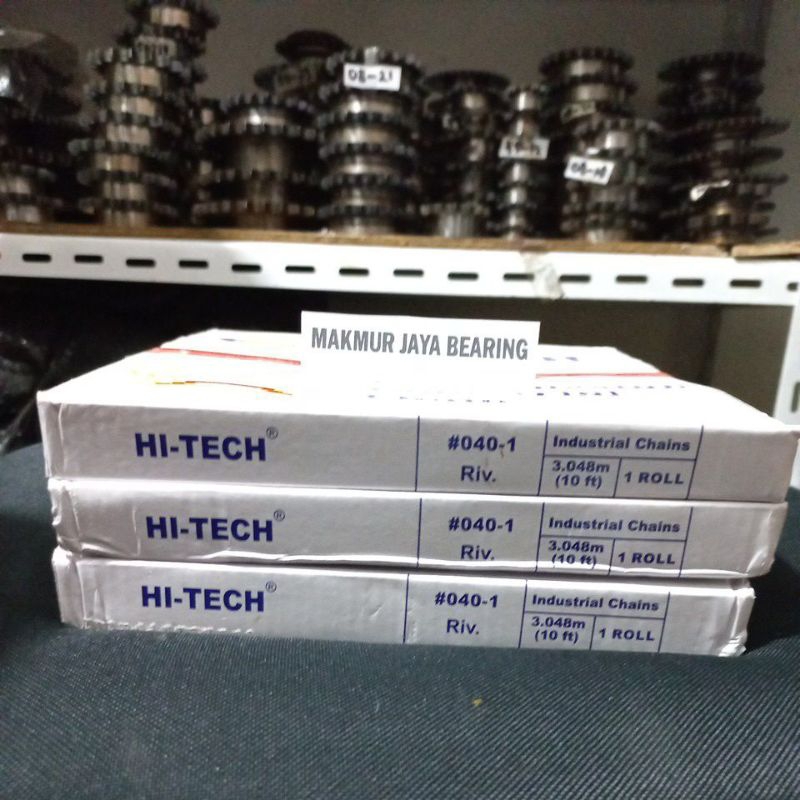 08-21
MAKMUR JAYA BEARING
HI-TECH®
#040-1
Riv.
Industrial Chains
3.048m
(10 ft)
1 ROLL
HI-TECH®
#040-1
Riv.
Industrial Chains
3.048m
(10 ft)
1 ROLL
HI-TECH®
#040-1
Riv.
Industrial Chains
3.048m
(10 ft)
1 ROLL